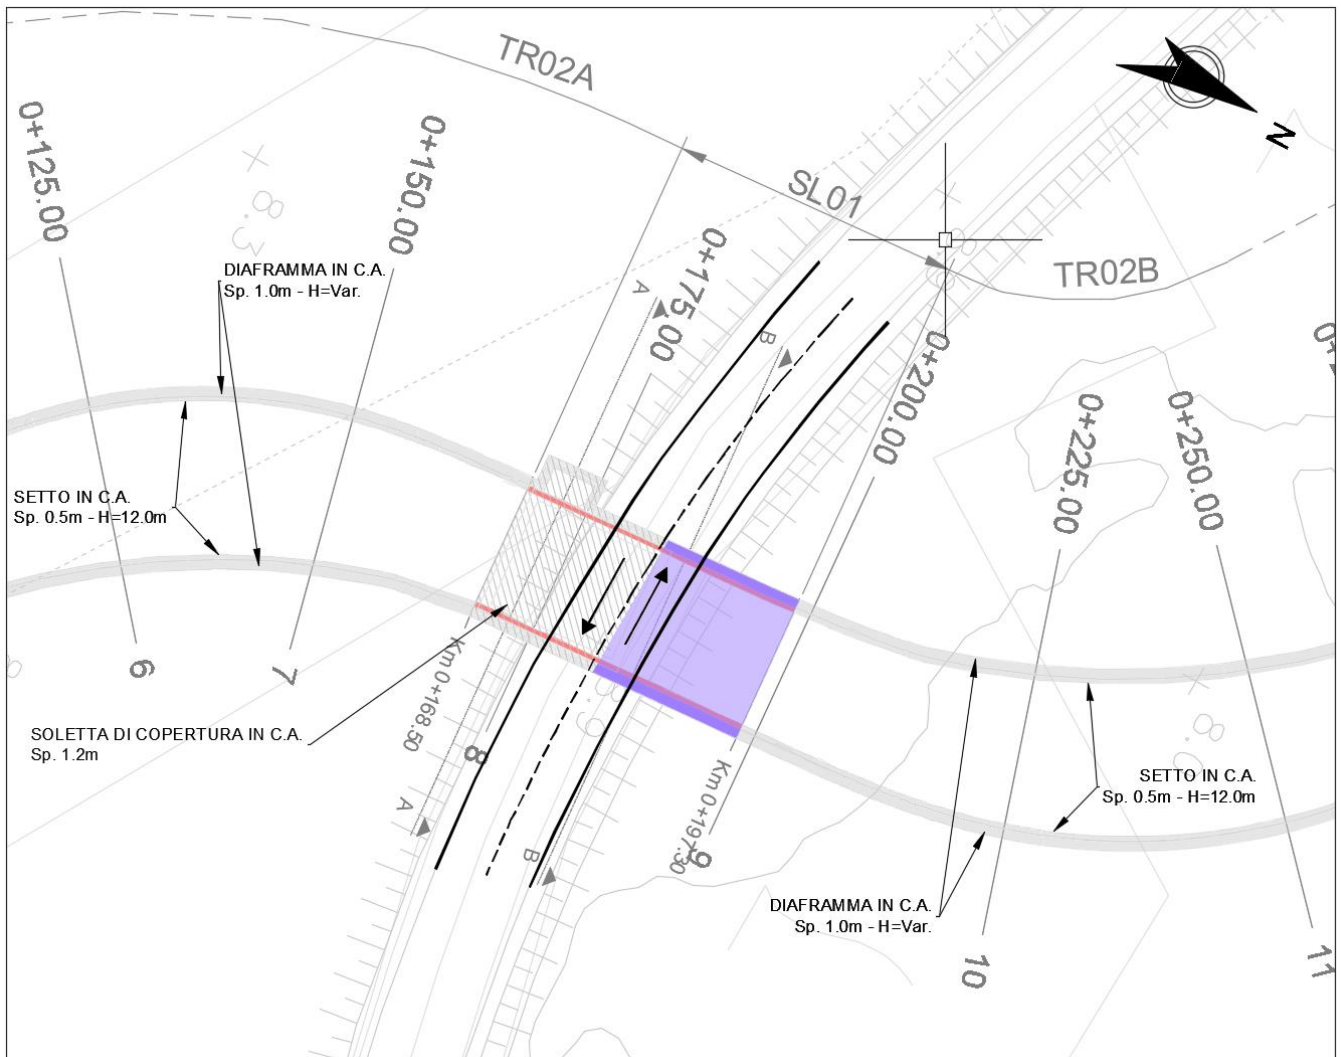 TR02A
N
0+125.00
0+150.00
SL01
8.3
TR02B
0+175.00
DIAFRAMMA IN C.A.
Sp. 1.0m - H=Var.
A
B
0+200.00
0+225.00
0+250.00
SETTO IN C.A.
Sp. 0.5m - H=12.0m
6
7
Km 0+168.50
SOLETTA DI COPERTURA IN C.A.
Sp. 1.2m
8
Km 0+197.30
SETTO IN C.A.
Sp. 0.5m - H=12.0m
A
B
9
DIAFRAMMA IN C.A.
Sp. 1.0m - H=Var.
10
11